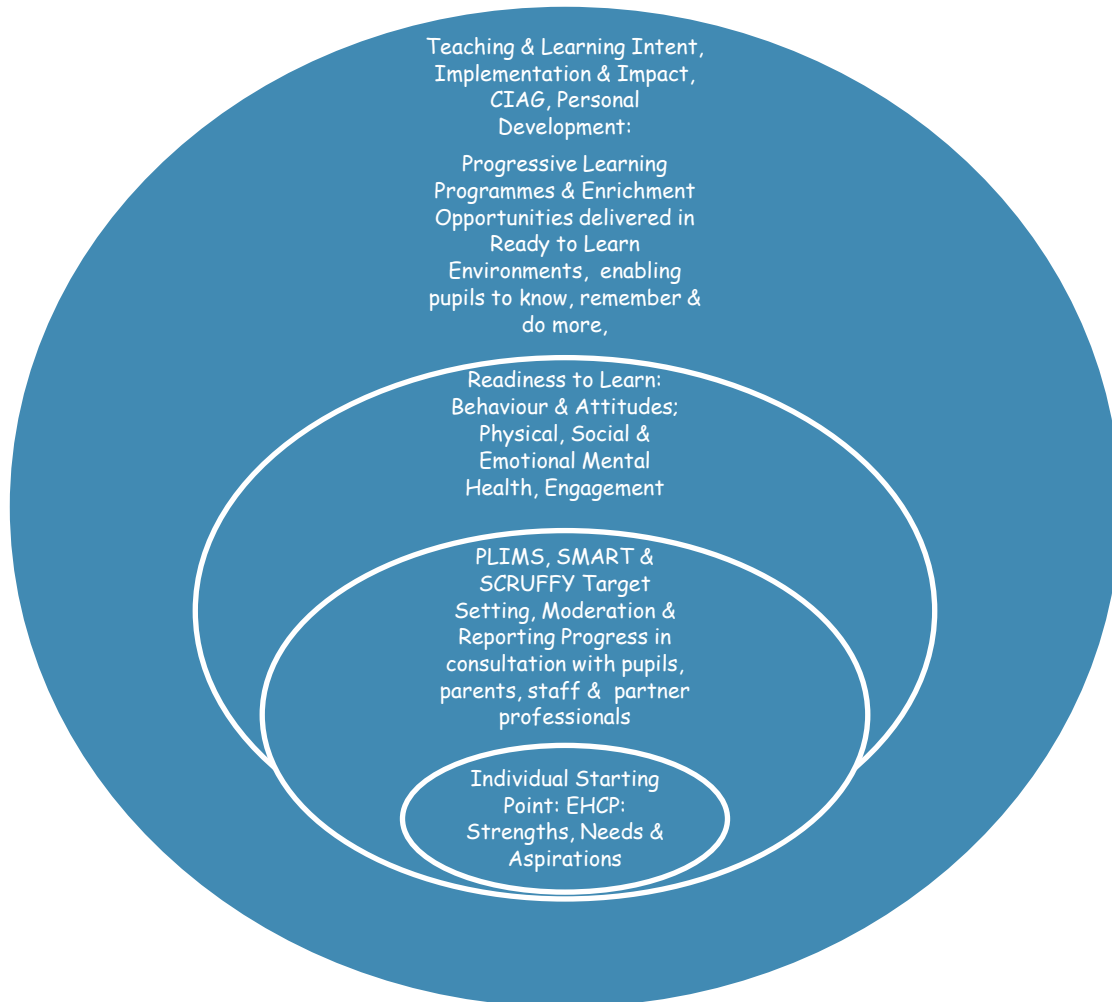 Teaching & Learning Intent,
Implementation & Impact,
CIAG, Personal
Development:
Progressive Learning
Programmes & Enrichment
Opportunities delivered in
Ready to Learn
Environments, enabling
pupils to know, remember &
do more,
Readiness to Learn:
Behaviour & Attitudes;
Physical, Social &
Emotional Mental
Health, Engagement
PLIMS, SMART &
SCRUFFY Target
Setting, Moderation &
Reporting Progress in
consultation with pupils,
parents, staff & partner
professionals
Individual Starting
Point: EHCP:
Strengths, Needs &
Aspirations